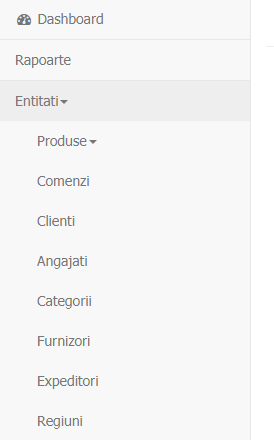 Dashboard
Rapoarte
Entitati
Produse
Comenzi
Clienti
Angajati
Categorii
Furnizori
Expeditori
Regiuni